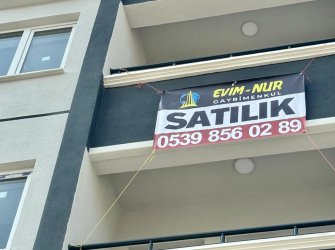 EVİM-NUR
GAYRİMENKUL
SATILIK
0539 856 02 89